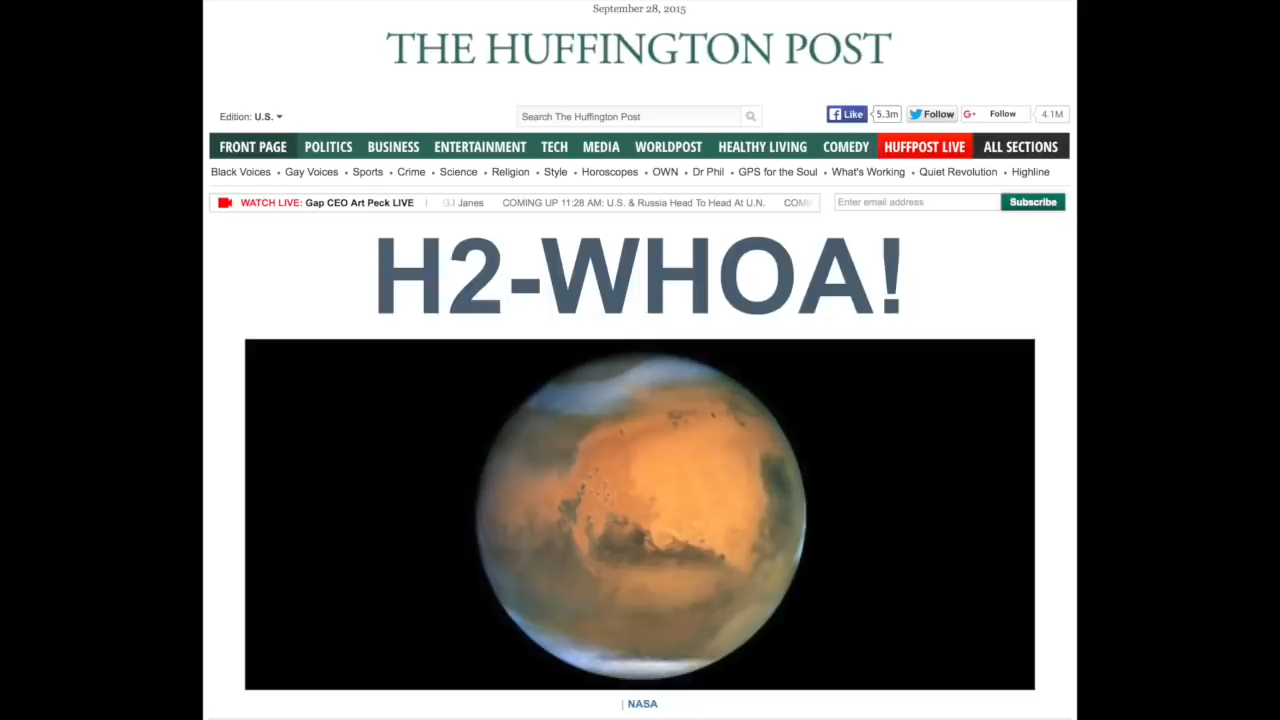 September 28, 2015
THE HUFFINGTON POST
Edition: U.S.
Search The Huffington Post
Like 5.3m Follow G+ Follow 4.1M
FRONT PAGE POLITICS BUSINESS ENTERTAINMENT TECH MEDIA WORLDPOST HEALTHY LIVING COMEDY HUFFPOST LIVE ALL SECTIONS
Black Voices • Gay Voices • Sports • Crime • Science • Religion • Style • Horoscopes • OWN • Dr Phil • GPS for the Soul • What's Working • Quiet Revolution • Highline
WATCH LIVE: Gap CEO Art Peck LIVE | G.I Janes COMING UP 11:28 AM: U.S. & Russia Head To Head At U.N. COMI Enter email address Subscribe
H2-WHOA!
| NASA